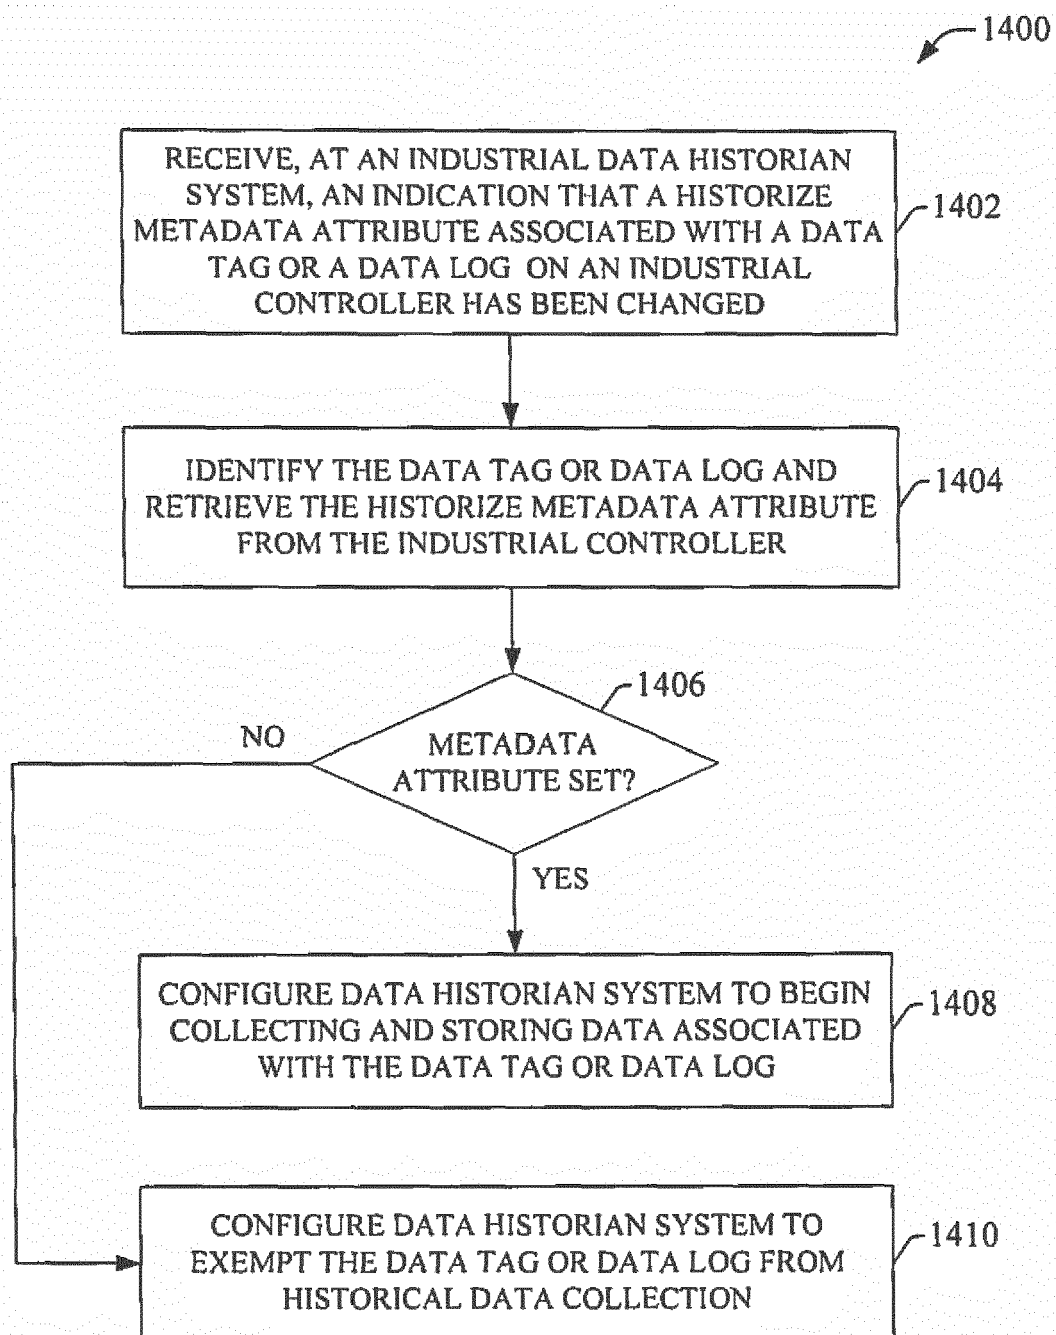 1400
RECEIVE, AT AN INDUSTRIAL DATA HISTORIAN
SYSTEM, AN INDICATION THAT A HISTORIZE
METADATA ATTRIBUTE ASSOCIATED WITH A DATA
TAG OR A DATA LOG ON AN INDUSTRIAL
CONTROLLER HAS BEEN CHANGED
1402
IDENTIFY THE DATA TAG OR DATA LOG AND
RETRIEVE THE HISTORIZE METADATA ATTRIBUTE
FROM THE INDUSTRIAL CONTROLLER
1404
1406
METADATA
ATTRIBUTE SET?
NO
YES
CONFIGURE DATA HISTORIAN SYSTEM TO BEGIN
COLLECTING AND STORING DATA ASSOCIATED
WITH THE DATA TAG OR DATA LOG
1408
CONFIGURE DATA HISTORIAN SYSTEM TO
EXEMPT THE DATA TAG OR DATA LOG FROM
HISTORICAL DATA COLLECTION
1410